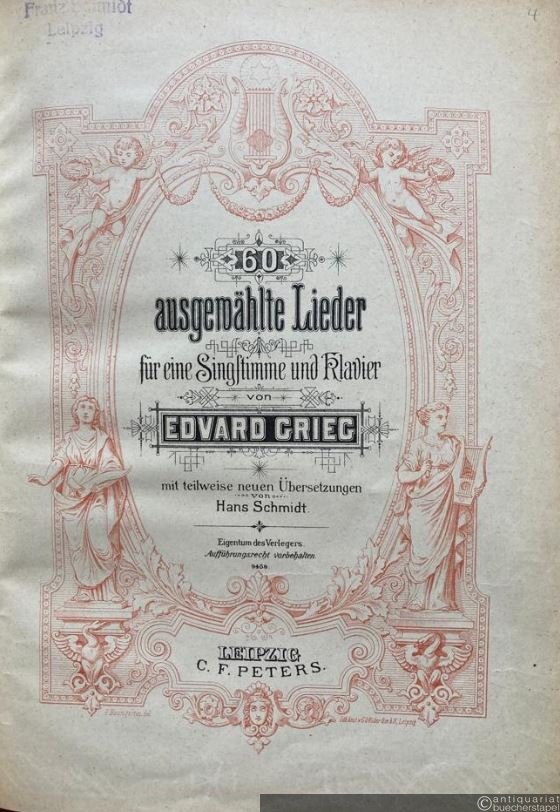 Franz Schmidt
Leipzig
4
60
ausgewählte Lieder
für eine Singstimme und Klavier
von
EDVARD GRIEG
mit teilweise neuen Übersetzungen
von
Hans Schmidt.
Eigentum des Verlegers.
Aufführungsrecht vorbehalten.
9458
LEIPZIG
C. F. PETERS.
Leipzig
© antiquariat
buecherstapel